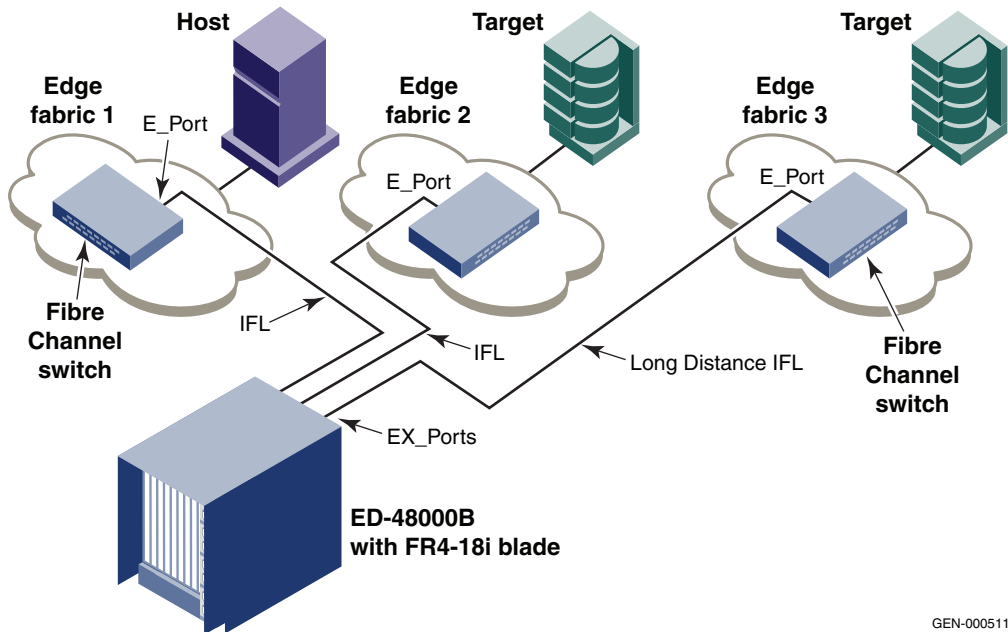 Host
Target
Target
Edge
fabric 1
Edge
fabric 2
Edge
fabric 3
E_Port
E_Port
E_Port
Fibre
Channel
switch
IFL
IFL
Long Distance IFL
Fibre
Channel
switch
EX_Ports
ED-48000B
with FR4-18i blade
GEN-000511